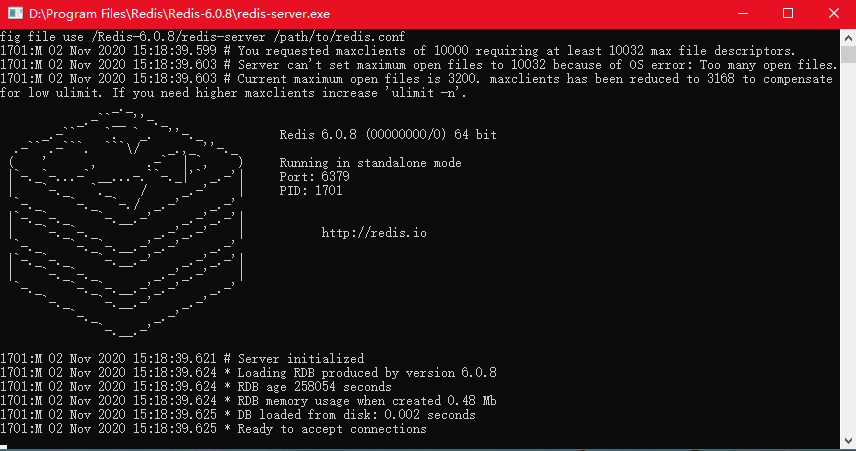 D:\Program Files\Redis\Redis-6.0.8\redis-server.exe
fig file use /Redis-6.0.8/redis-server /path/to/redis.conf
1701:M 02 Nov 2020 15:18:39.599 # You requested maxclients of 10000 requiring at least 10032 max file descriptors.
1701:M 02 Nov 2020 15:18:39.603 # Server can't set maximum open files to 10032 because of OS error: Too many open files.
1701:M 02 Nov 2020 15:18:39.603 # Current maximum open files is 3200. maxclients has been reduced to 3168 to compensate
for low ulimit. If you need higher maxclients increase 'ulimit -n'.
Redis 6.0.8 (00000000/0) 64 bit
Running in standalone mode
Port: 6379
PID: 1701
http://redis.io
1701:M 02 Nov 2020 15:18:39.621 # Server initialized
1701:M 02 Nov 2020 15:18:39.624 * Loading RDB produced by version 6.0.8
1701:M 02 Nov 2020 15:18:39.624 * RDB age 258054 seconds
1701:M 02 Nov 2020 15:18:39.624 * RDB memory usage when created 0.48 Mb
1701:M 02 Nov 2020 15:18:39.625 * DB loaded from disk: 0.002 seconds
1701:M 02 Nov 2020 15:18:39.625 * Ready to accept connections